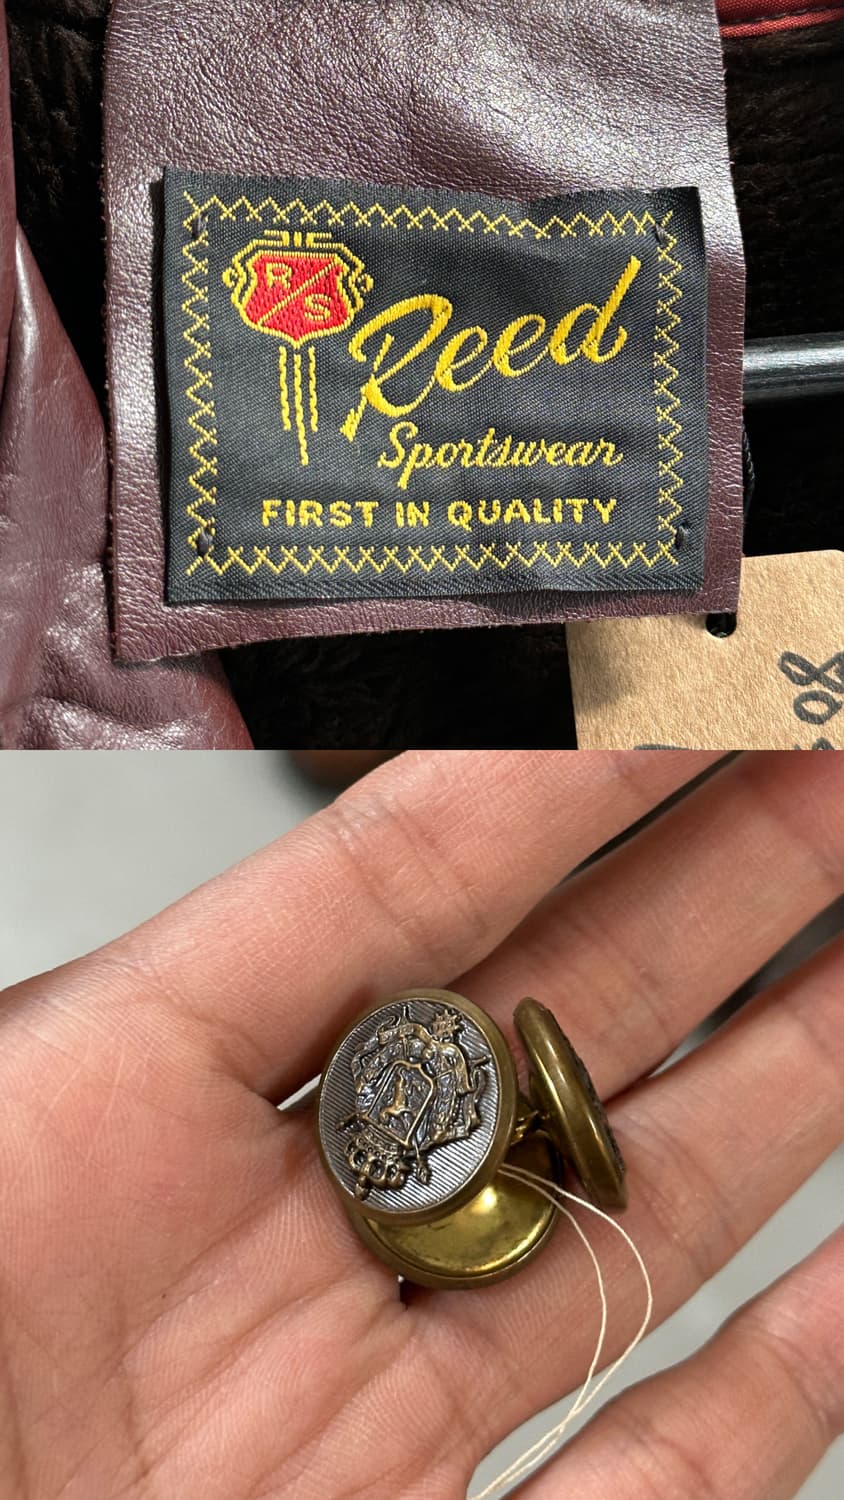 R
S
Reed
Sportswear
FIRST IN QUALITY